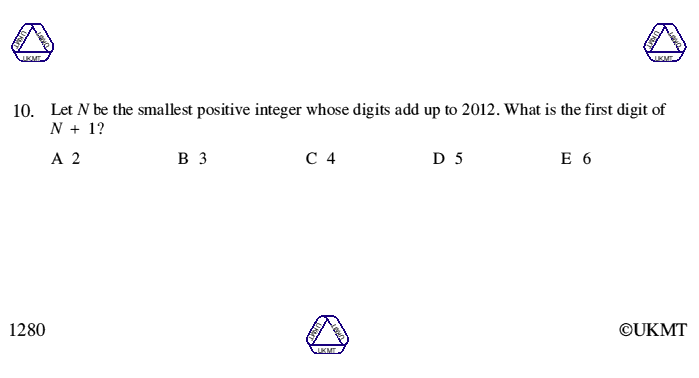 UKMT UKMT UKMT
UKMT UKMT UKMT
10. Let N be the smallest positive integer whose digits add up to 2012. What is the first digit of
N + 1?
A 2 B 3 C 4 D 5 E 6
1280
UKMT UKMT UKMT
©UKMT